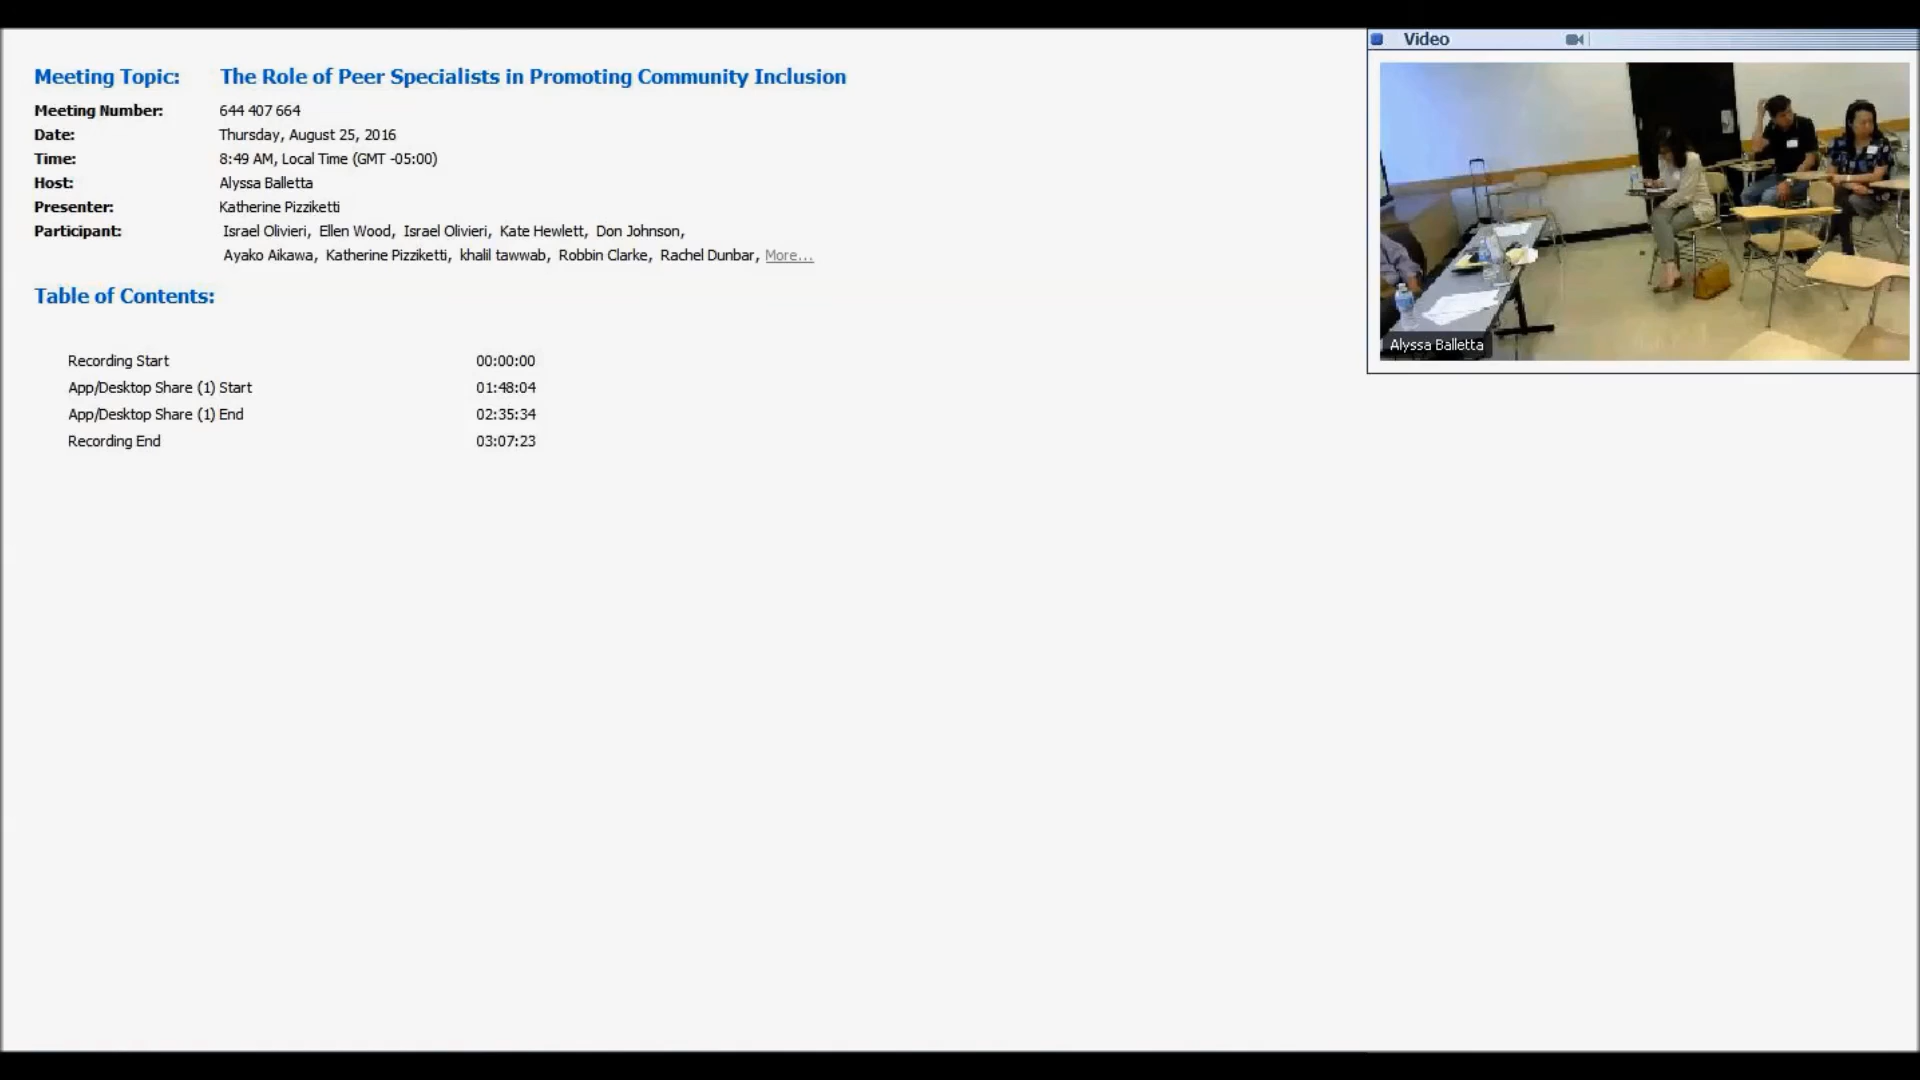 Video
Meeting Topic: The Role of Peer Specialists in Promoting Community Inclusion
Meeting Number: 644 407 664
Date: Thursday, August 25, 2016
Time: 8:49 AM, Local Time (GMT -05:00)
Host: Alyssa Balletta
Presenter: Katherine Pizziketti
Participant: Israel Olivieri, Ellen Wood, Israel Olivieri, Kate Hewlett, Don Johnson,
Ayako Aikawa, Katherine Pizziketti, khalil tawwab, Robbin Clarke, Rachel Dunbar, More...
Table of Contents:
Recording Start 00:00:00
App/Desktop Share (1) Start 01:48:04
App/Desktop Share (1) End 02:35:34
Recording End 03:07:23
Alyssa Balletta